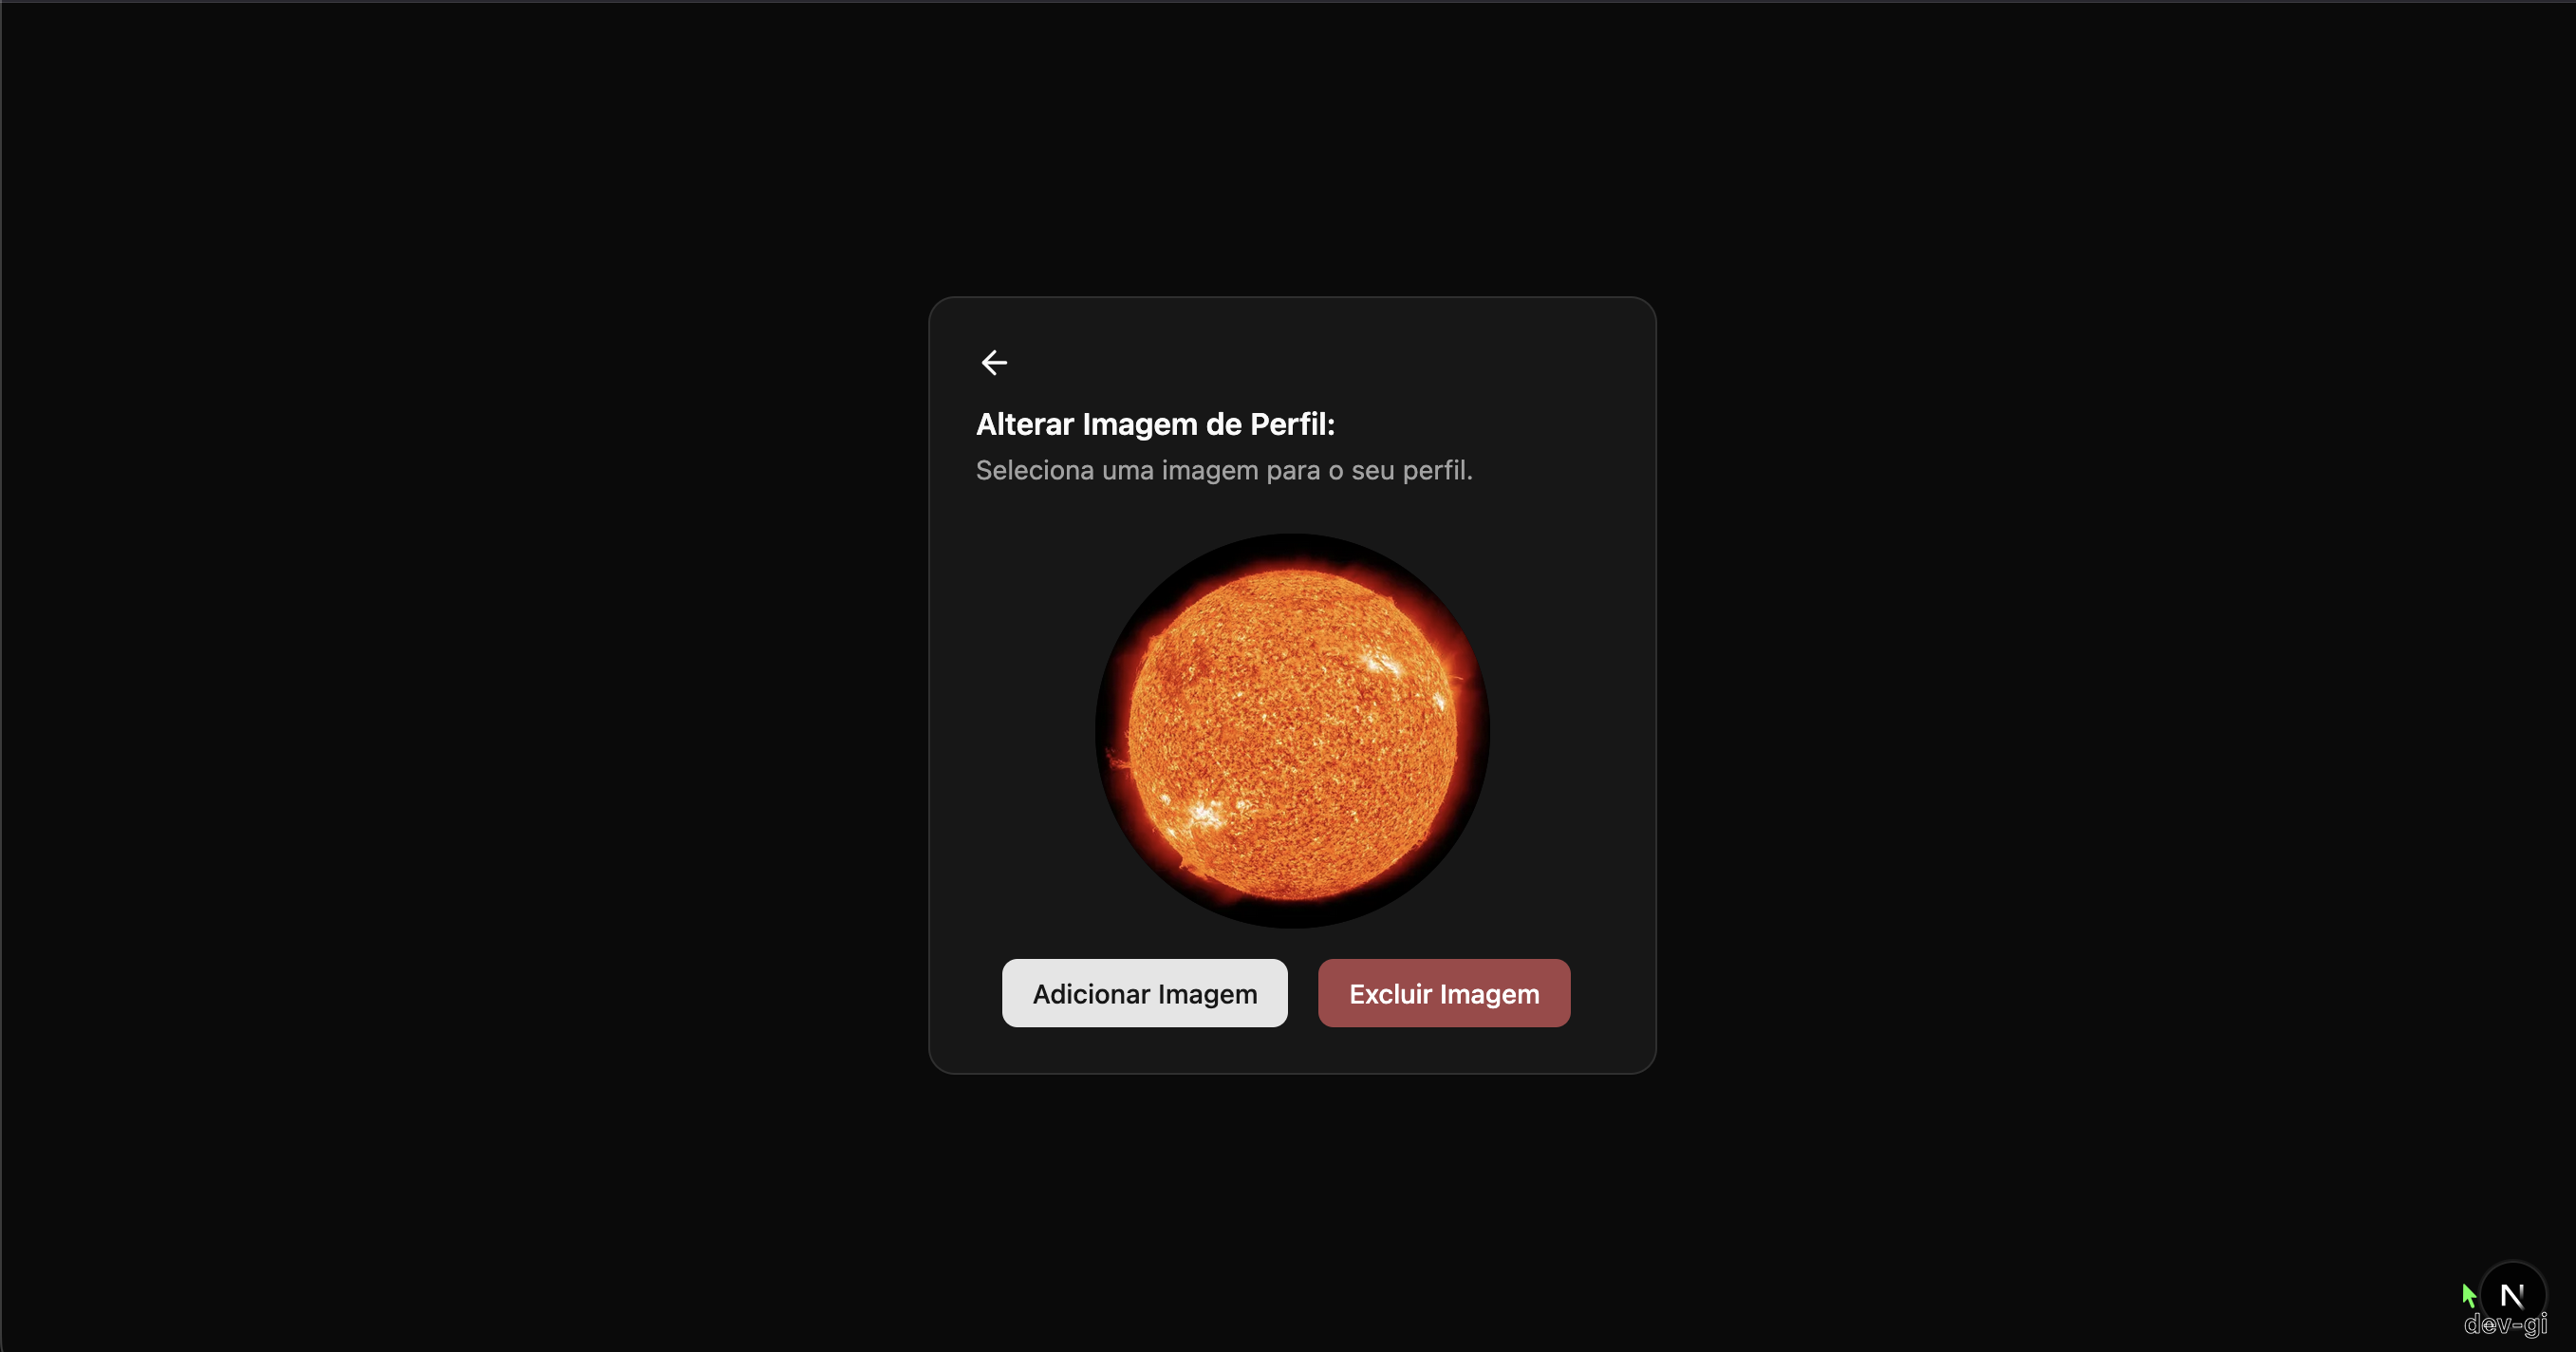 Alterar Imagem de Perfil:
Seleciona uma imagem para o seu perfil.
Adicionar Imagem
Excluir Imagem
N
dev-gi